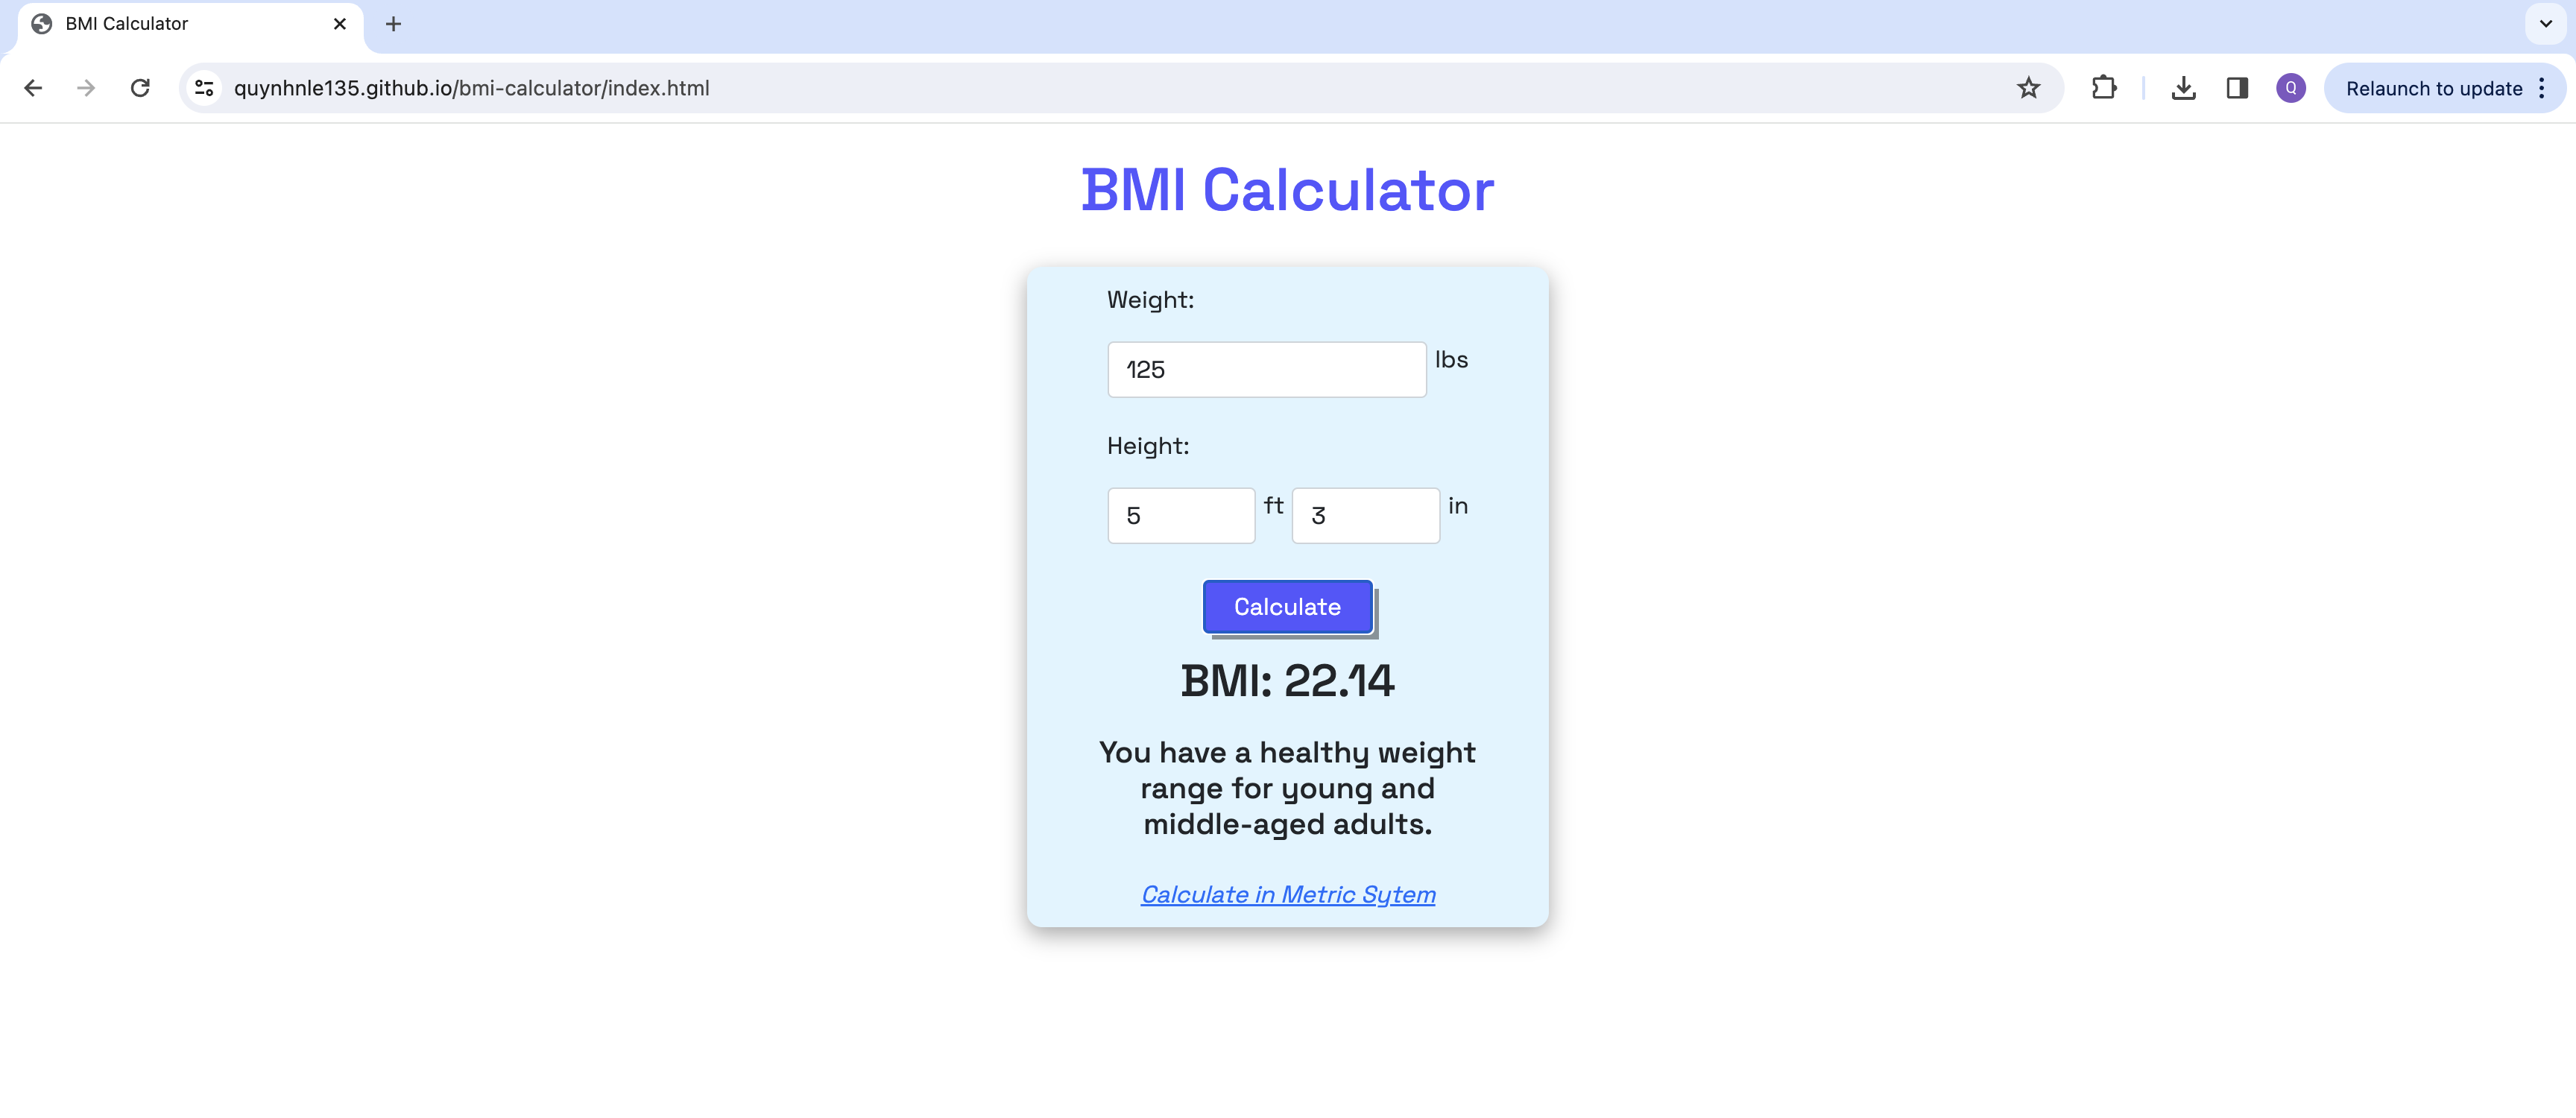 BMI Calculator
quynhnle135.github.io/bmi-calculator/index.html
Q
Relaunch to update
BMI Calculator
Weight:
125 lbs
Height:
5 ft 3 in
Calculate
BMI: 22.14
You have a healthy weight
range for young and
middle-aged adults.
Calculate in Metric Sytem